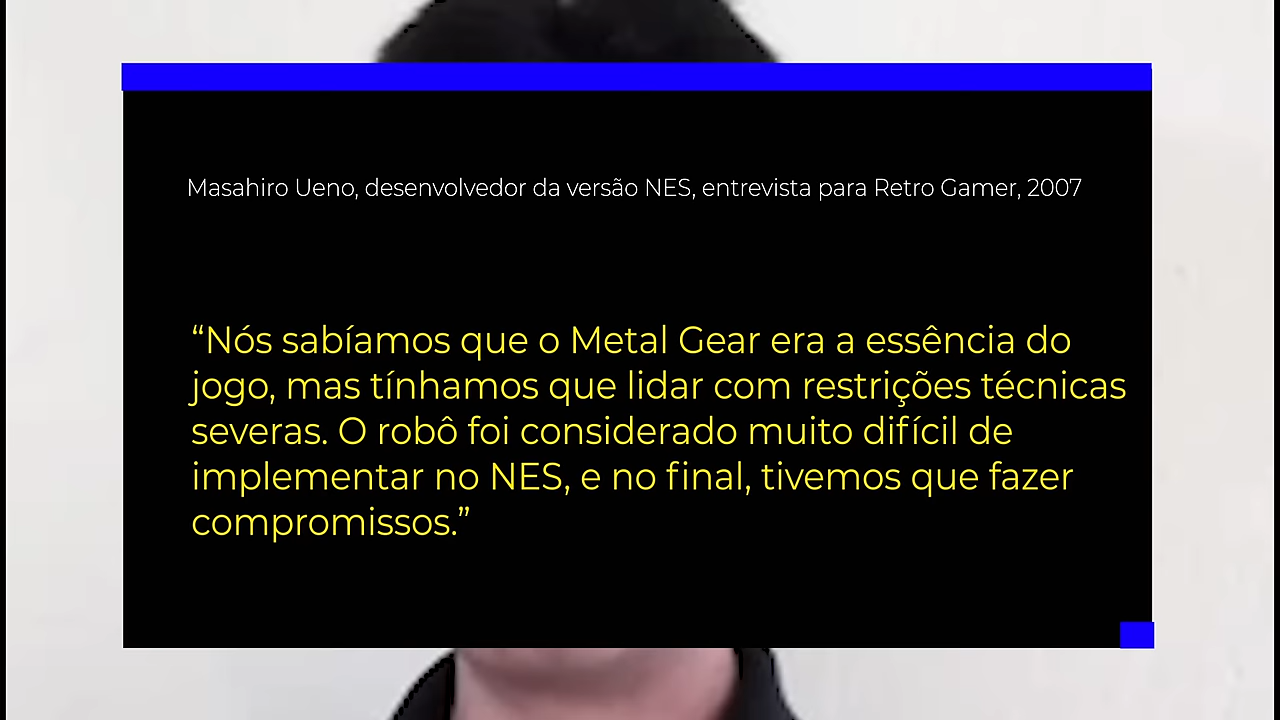 Masahiro Ueno, desenvolvedor da versão NES, entrevista para Retro Gamer, 2007
“Nós sabíamos que o Metal Gear era a essência do
jogo, mas tínhamos que lidar com restrições técnicas
severas. O robô foi considerado muito difícil de
implementar no NES, e no final, tivemos que fazer
compromissos.”